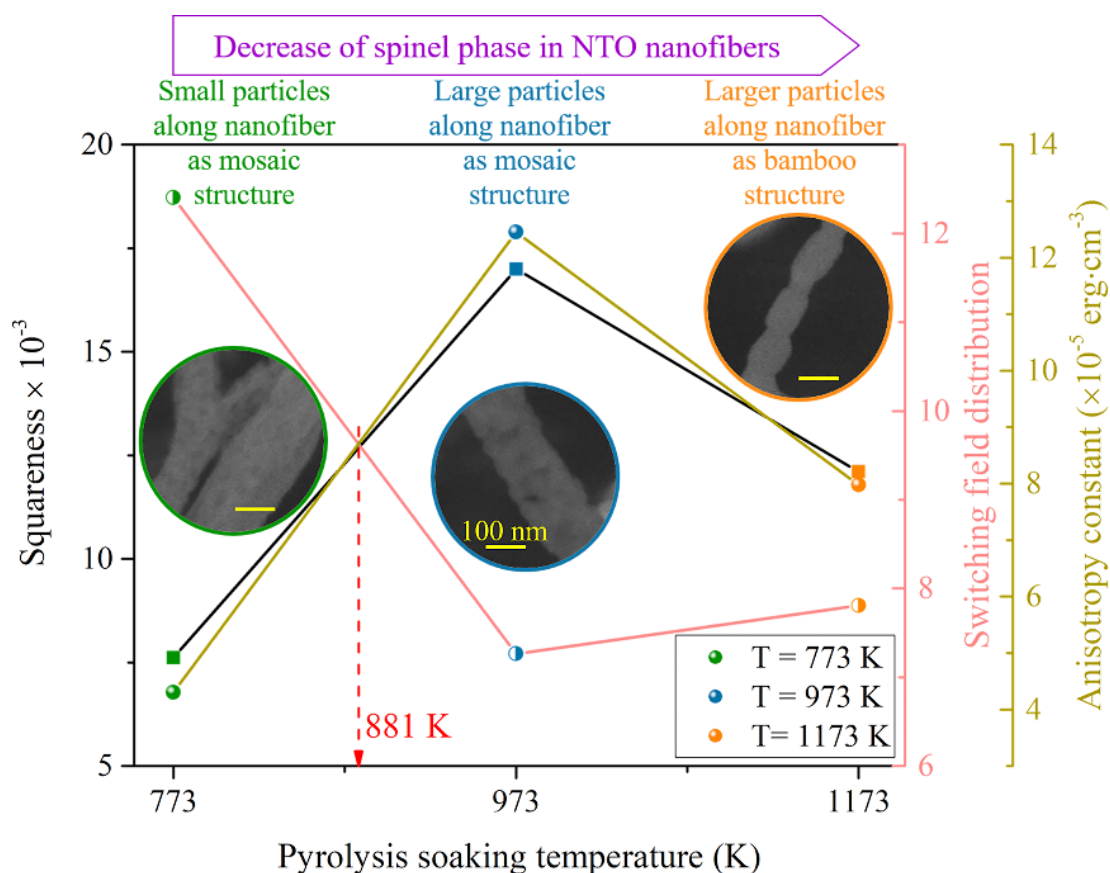 Decrease of spinel phase in NTO nanofibers
Small particles
along nanofiber
as mosaic
structure
Large particles
along nanofiber
as mosaic
structure
Larger particles
along nanofiber
as bamboo
structure
20
15
10
5
Squareness × 10⁻³
12
10
8
6
Switching field distribution
14
12
10
8
6
4
Anisotropy constant (×10⁻⁵ erg·cm⁻³)
100 nm
881 K
T = 773 K
T = 973 K
T= 1173 K
773
973
1173
Pyrolysis soaking temperature (K)